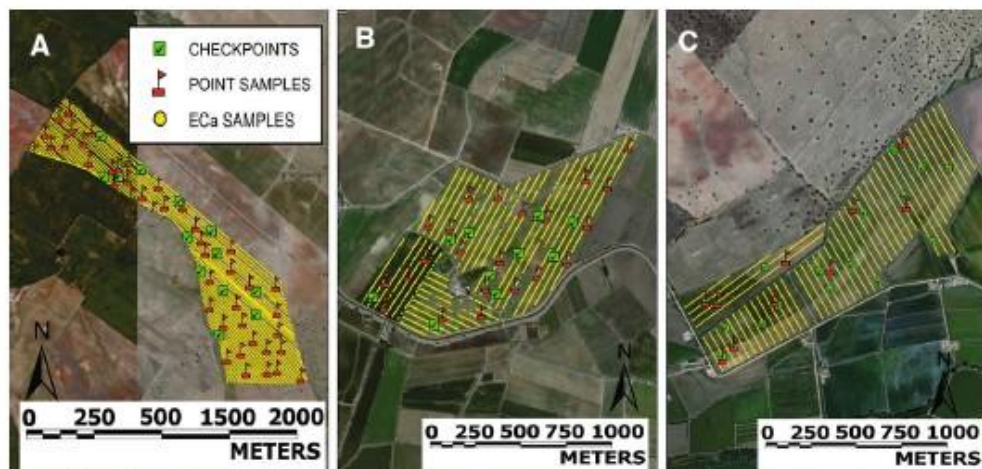 A
CHECKPOINTS
POINT SAMPLES
ECa SAMPLES
N
0 250 500 1500 2000
METERS
B
N
0 250 500 750 1000
METERS
C
N
0 250 500 750 1000
METERS